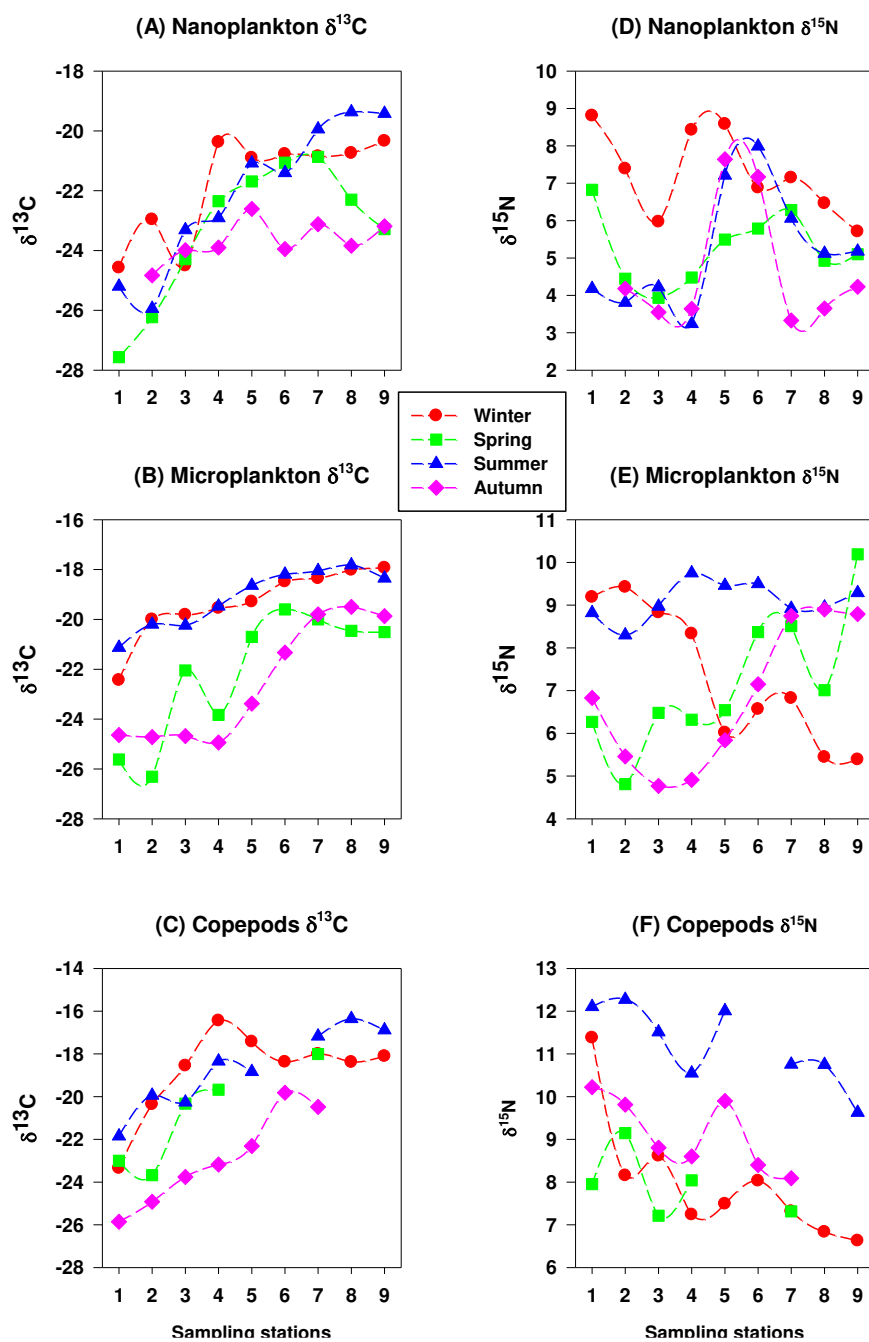 (A) Nanoplankton δ¹³C
-18
-20
-22
-24
-26
-28
δ¹³C
1 2 3 4 5 6 7 8 9
(D) Nanoplankton δ¹⁵N
10
9
8
7
6
5
4
3
2
δ¹⁵N
1 2 3 4 5 6 7 8 9
Winter
Spring
Summer
Autumn
(B) Microplankton δ¹³C
-16
-18
-20
-22
-24
-26
-28
δ¹³C
1 2 3 4 5 6 7 8 9
(E) Microplankton δ¹⁵N
11
10
9
8
7
6
5
4
δ¹⁵N
1 2 3 4 5 6 7 8 9
(C) Copepods δ¹³C
-14
-16
-18
-20
-22
-24
-26
-28
δ¹³C
1 2 3 4 5 6 7 8 9
Sampling stations
(F) Copepods δ¹⁵N
13
12
11
10
9
8
7
6
δ¹⁵N
1 2 3 4 5 6 7 8 9
Sampling stations